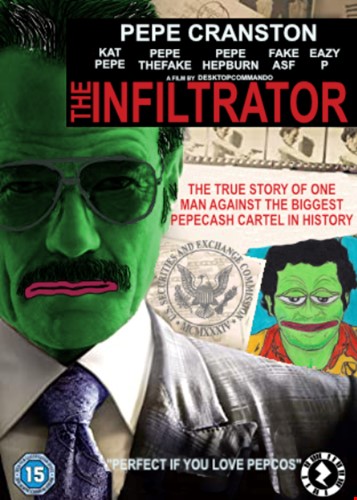 PEPE CRANSTON
KAT PEPE PEPE FAKE EAZY
PEPE THEFAKE HEPBURN ASF P
A FILM BY DESKTOPCOMMANDO
THE INFILTRATOR
THE TRUE STORY OF ONE
MAN AGAINST THE BIGGEST
PEPECASH CARTEL IN HISTORY
U.S. SECURITIES AND EXCHANGE COMMISSION
MCMXXXIV
"PERFECT IF YOU LOVE PEPCOS"
15